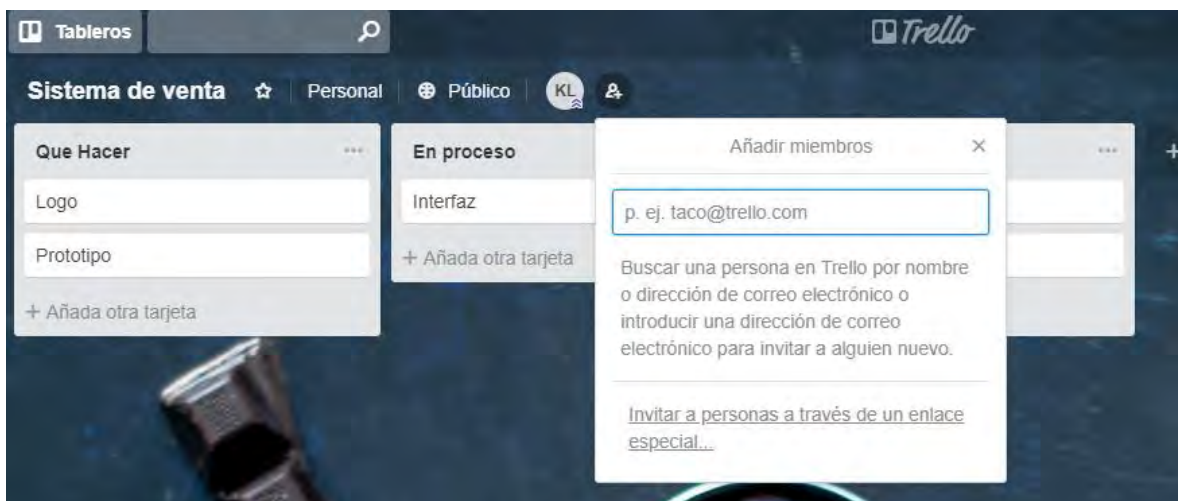 Tableros
Trello
Sistema de venta
Personal
Público
KL
Que Hacer
Logo
Prototipo
+ Añada otra tarjeta
En proceso
Interfaz
+ Añada otra tarjeta
Añadir miembros
p. ej. taco@trello.com
Buscar una persona en Trello por nombre
o dirección de correo electrónico o
introducir una dirección de correo
electrónico para invitar a alguien nuevo.
Invitar a personas a través de un enlace
especial...